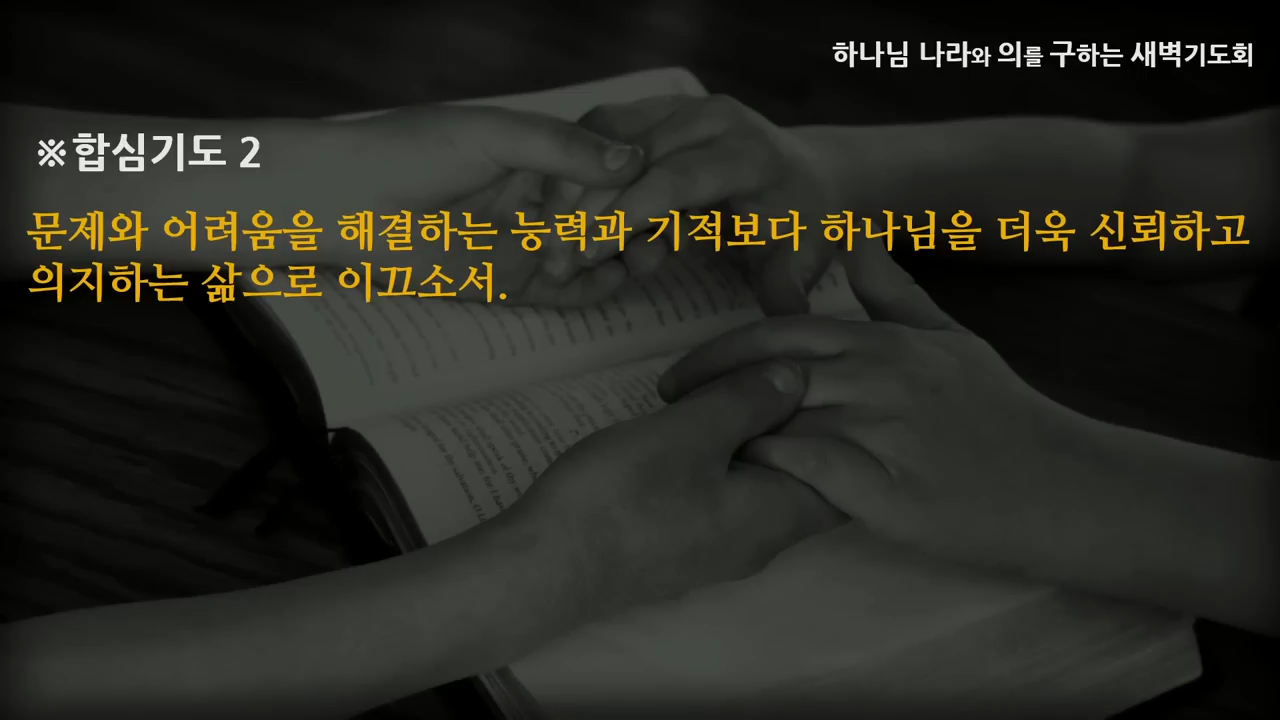 하나님 나라와 의를 구하는 새벽기도회
※합심기도 2
문제와 어려움을 해결하는 능력과 기적보다 하나님을 더욱 신뢰하고
의지하는 삶으로 이끄소서.